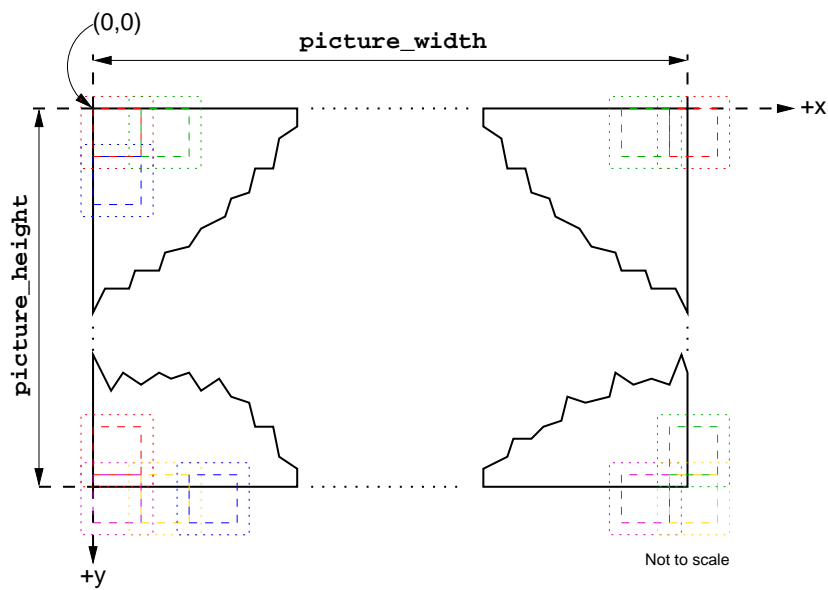 (0,0)
picture_width
+x
picture_height
Not to scale
+y